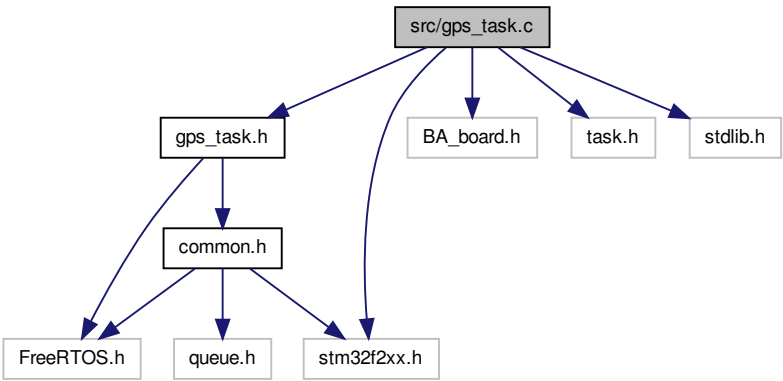 src/gps_task.c
gps_task.h
BA_board.h
task.h
stdlib.h
common.h
FreeRTOS.h
queue.h
stm32f2xx.h